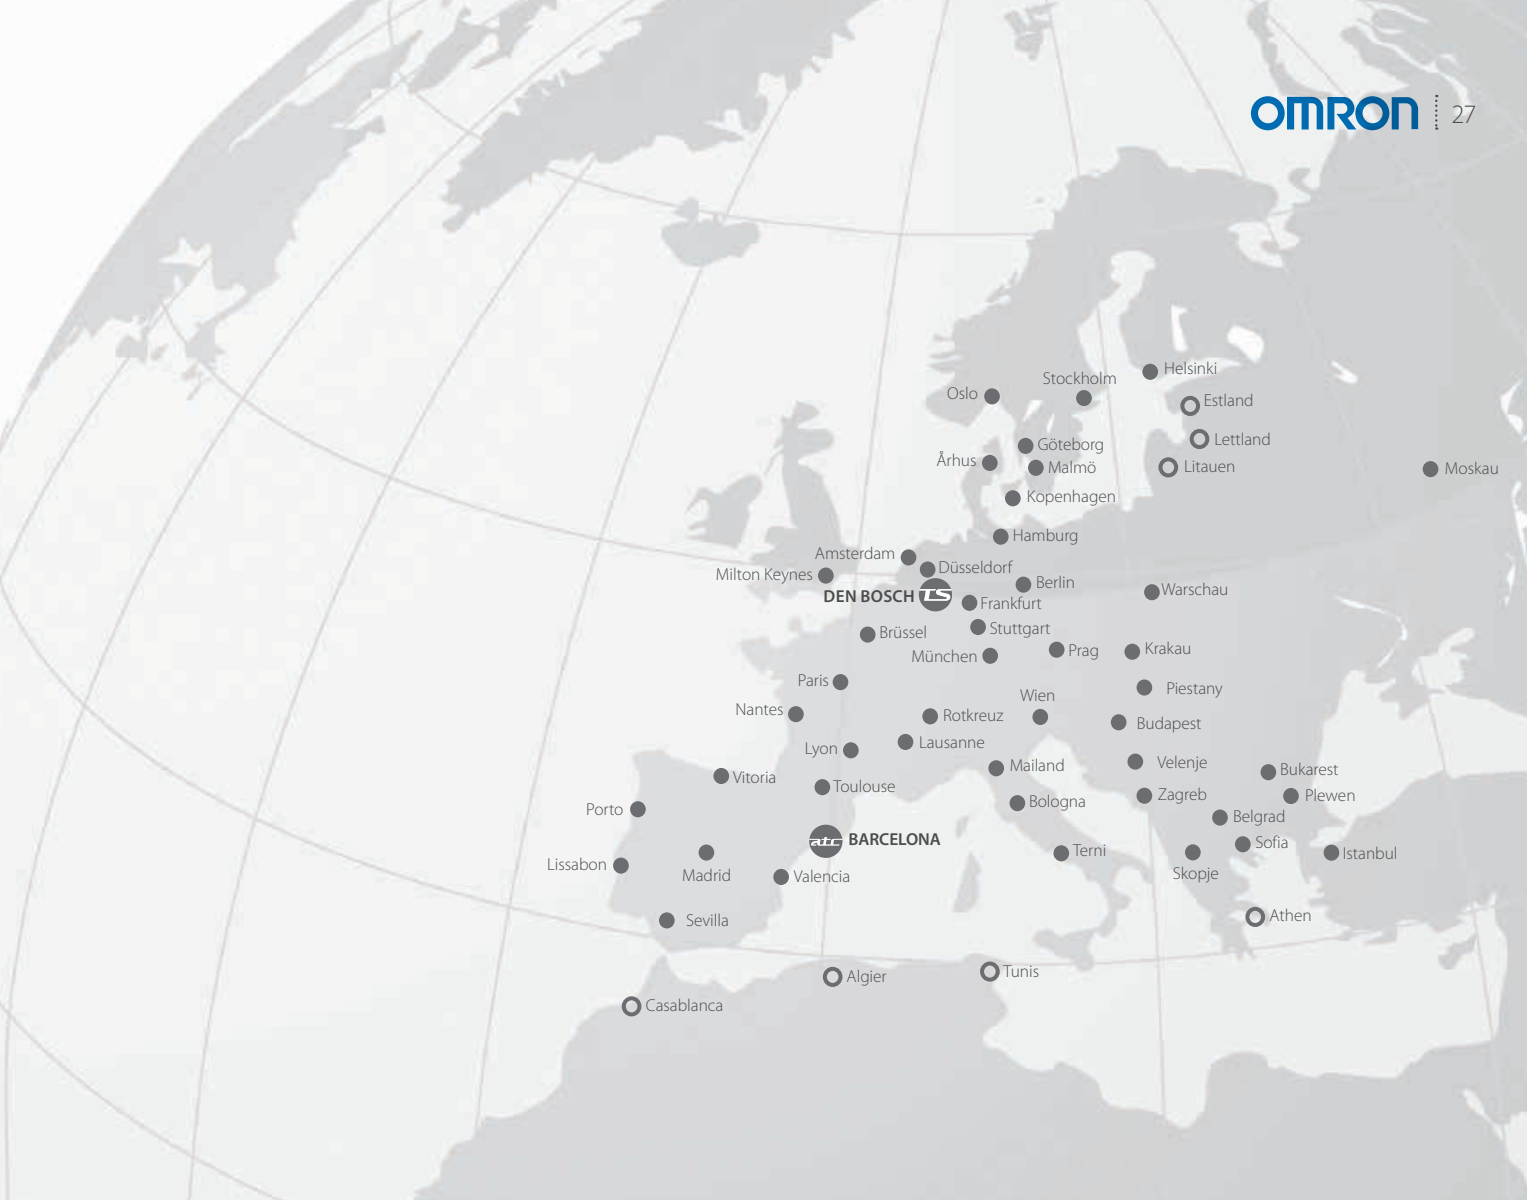 OMRON 27
Helsinki
Stockholm
Oslo
Estland
Göteborg
Lettland
Århus
Malmö
Litauen
Moskau
Kopenhagen
Hamburg
Amsterdam
Düsseldorf
Milton Keynes
Berlin
Warschau
DEN BOSCH TS
Frankfurt
Brüssel
Stuttgart
München
Prag
Krakau
Paris
Piestany
Wien
Nantes
Rotkreuz
Budapest
Lyon
Lausanne
Mailand
Velenje
Bukarest
Vitoria
Toulouse
Bologna
Zagreb
Plewen
Porto
Belgrad
atc BARCELONA
Sofia
Terni
Istanbul
Lissabon
Madrid
Valencia
Skopje
Sevilla
Athen
Algier
Tunis
Casablanca